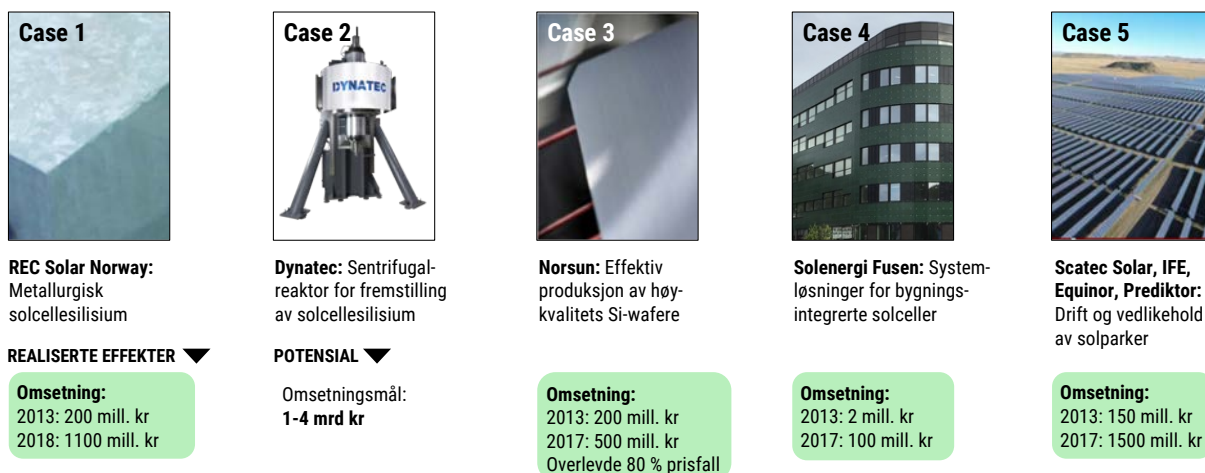 Case 1
REC Solar Norway:
Metallurgisk
solcellesilisium
REALISERTE EFFEKTER
Omsetning:
2013: 200 mill. kr
2018: 1100 mill. kr
Case 2
DYNATEC
Dynatec: Sentrifugal-
reaktor for fremstilling
av solcellesilisium
POTENSIAL
Omsetningsmål:
1-4 mrd kr
Case 3
Norsun: Effektiv
produksjon av høy-
kvalitets Si-wafere
Omsetning:
2013: 200 mill. kr
2017: 500 mill. kr
Overlevde 80 % prisfall
Case 4
Solenergi Fusen: System-
løsninger for bygnings-
integrerte solceller
Omsetning:
2013: 2 mill. kr
2017: 100 mill. kr
Case 5
Scatec Solar, IFE,
Equinor, Prediktor:
Drift og vedlikehold
av solparker
Omsetning:
2013: 150 mill. kr
2017: 1500 mill. kr